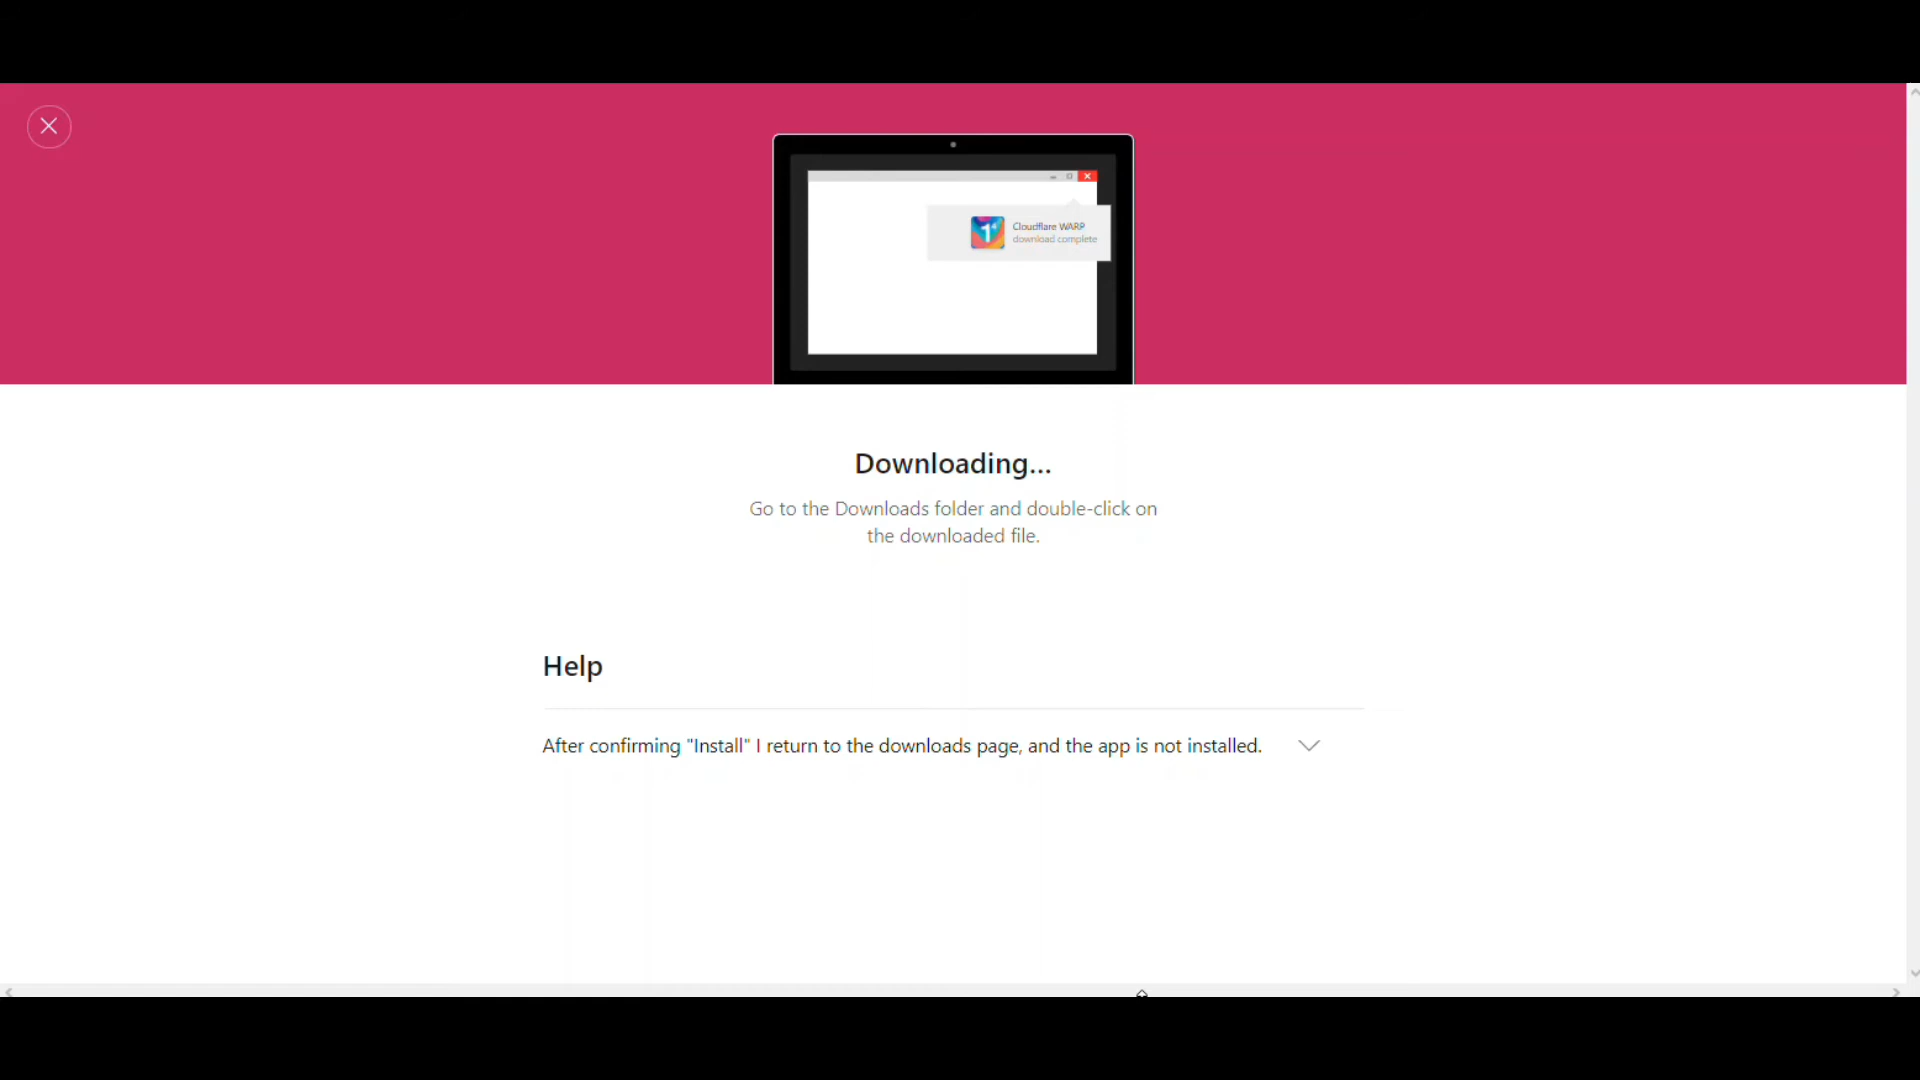 1
Cloudflare WARP
download complete
Downloading...
Go to the Downloads folder and double-click on
the downloaded file.
Help
After confirming "Install" I return to the downloads page, and the app is not installed.